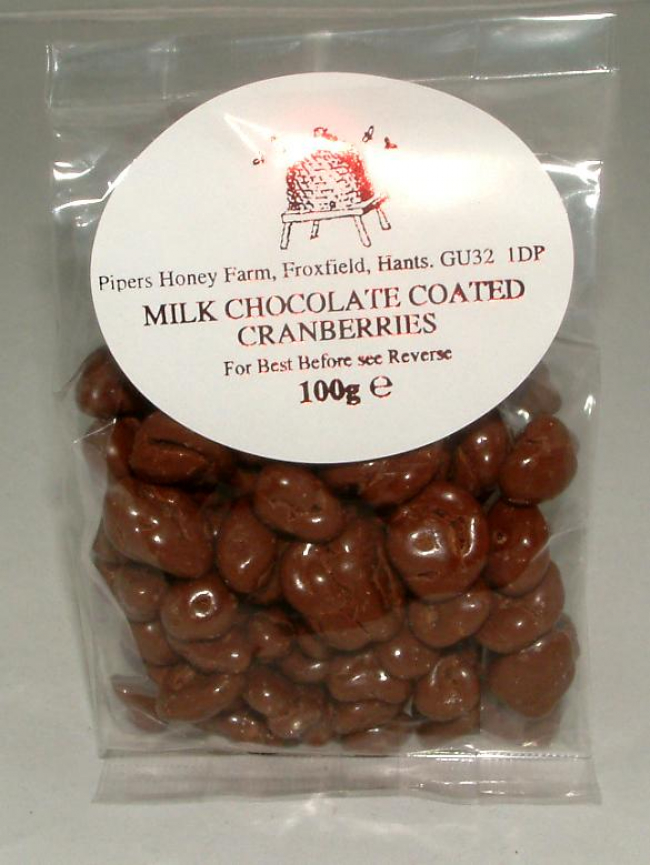 Pipers Honey Farm, Froxfield, Hants. GU32 1DP
MILK CHOCOLATE COATED
CRANBERRIES
For Best Before see Reverse
100g ℮